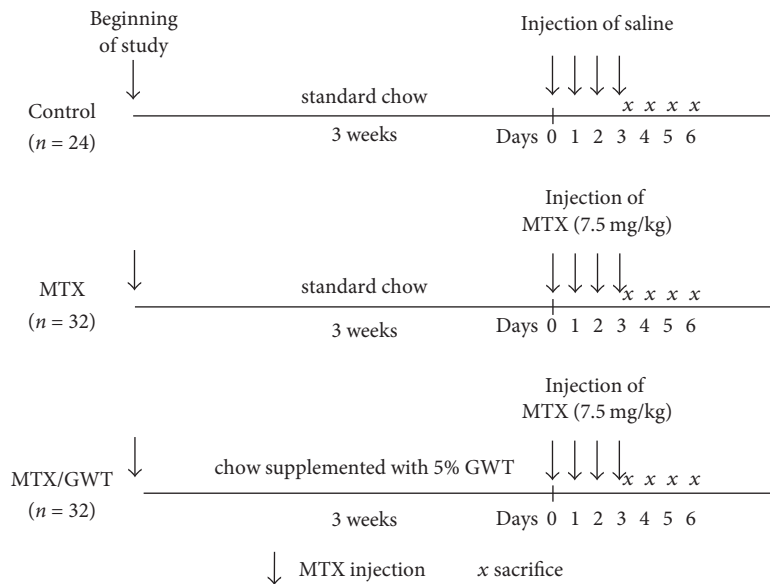 Beginning
of study
Injection of saline
Control
(n = 24)
standard chow
x x x x
3 weeks
Days 0 1 2 3 4 5 6
Injection of
MTX (7.5 mg/kg)
MTX
(n = 32)
standard chow
x x x x
3 weeks
Days 0 1 2 3 4 5 6
Injection of
MTX (7.5 mg/kg)
MTX/GWT
(n = 32)
chow supplemented with 5% GWT
x x x x
3 weeks
Days 0 1 2 3 4 5 6
MTX injection
x sacrifice